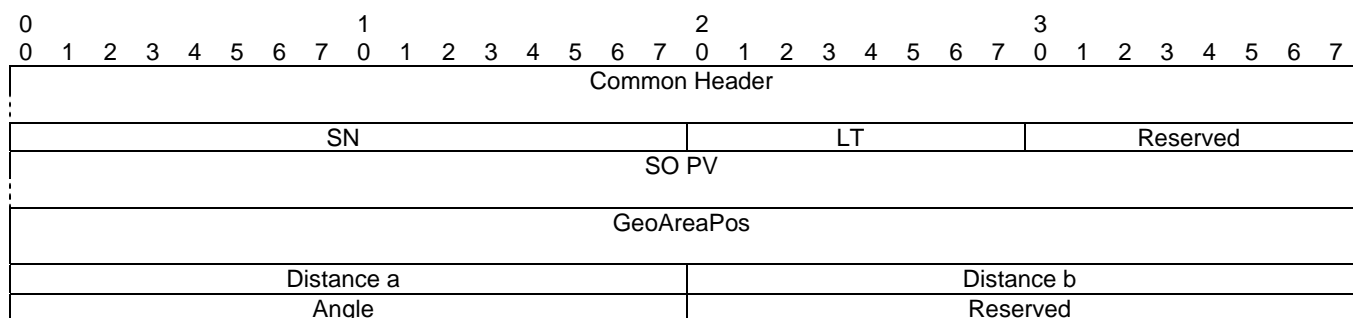 0 1 2 3
0 1 2 3 4 5 6 7 0 1 2 3 4 5 6 7 0 1 2 3 4 5 6 7 0 1 2 3 4 5 6 7
Common Header
SN LT Reserved
SO PV
GeoAreaPos
Distance a Distance b
Angle Reserved